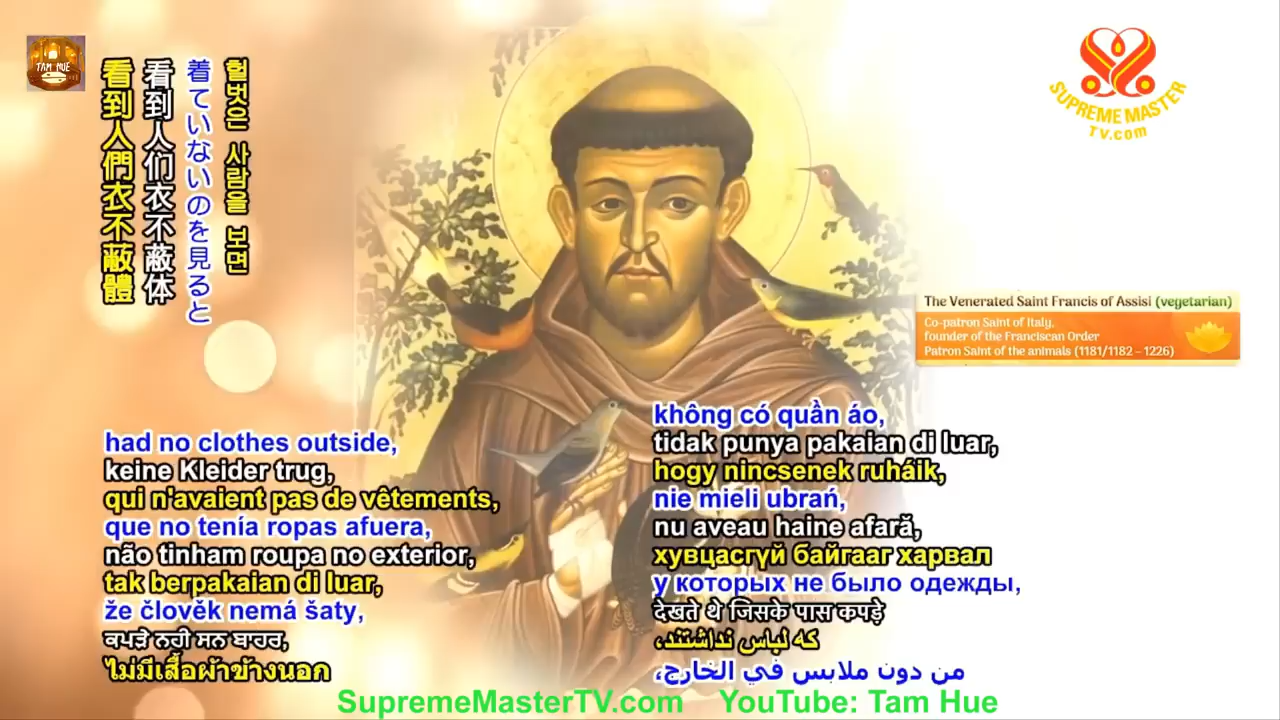 TAM HUE
看到人們衣不蔽體
看到人们衣不蔽体
着ていないのを見ると
헐벗은 사람을 보면
SUPREME MASTER
TV.com
The Venerated Saint Francis of Assisi (vegetarian)
Co-patron Saint of Italy,
founder of the Franciscan Order
Patron Saint of the animals (1181/1182 – 1226)
had no clothes outside,
keine Kleider trug,
qui n'avaient pas de vêtements,
que no tenía ropas afuera,
não tinham roupa no exterior,
tak berpakaian di luar,
že člověk nemá šaty,
ਕਪੜੇ ਨਹੀ ਸਨ ਬਾਹਰ,
ไม่มีเสื้อผ้าข้างนอก
không có quần áo,
tidak punya pakaian di luar,
hogy nincsenek ruháik,
nie mieli ubrań,
nu aveau haine afară,
хувцасгүй байгааг харвал
у которых не было одежды,
देखते थे जिसके पास कपड़े
که لباس نداشتند،
من دون ملابس في الخارج،
SupremeMasterTV.com YouTube: Tam Hue